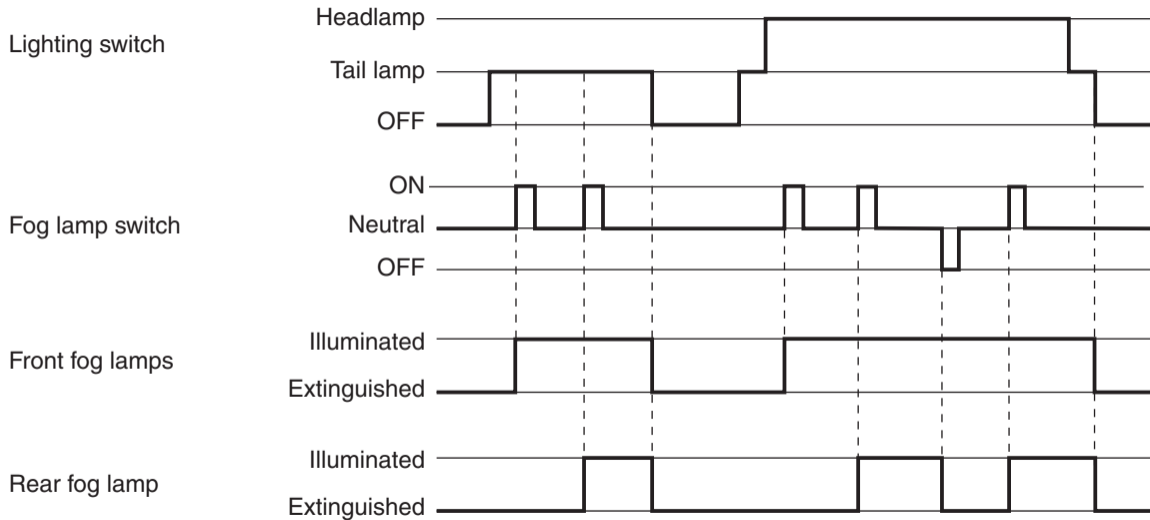 Lighting switch
Headlamp
Tail lamp
OFF
Fog lamp switch
ON
Neutral
OFF
Front fog lamps
Illuminated
Extinguished
Rear fog lamp
Illuminated
Extinguished